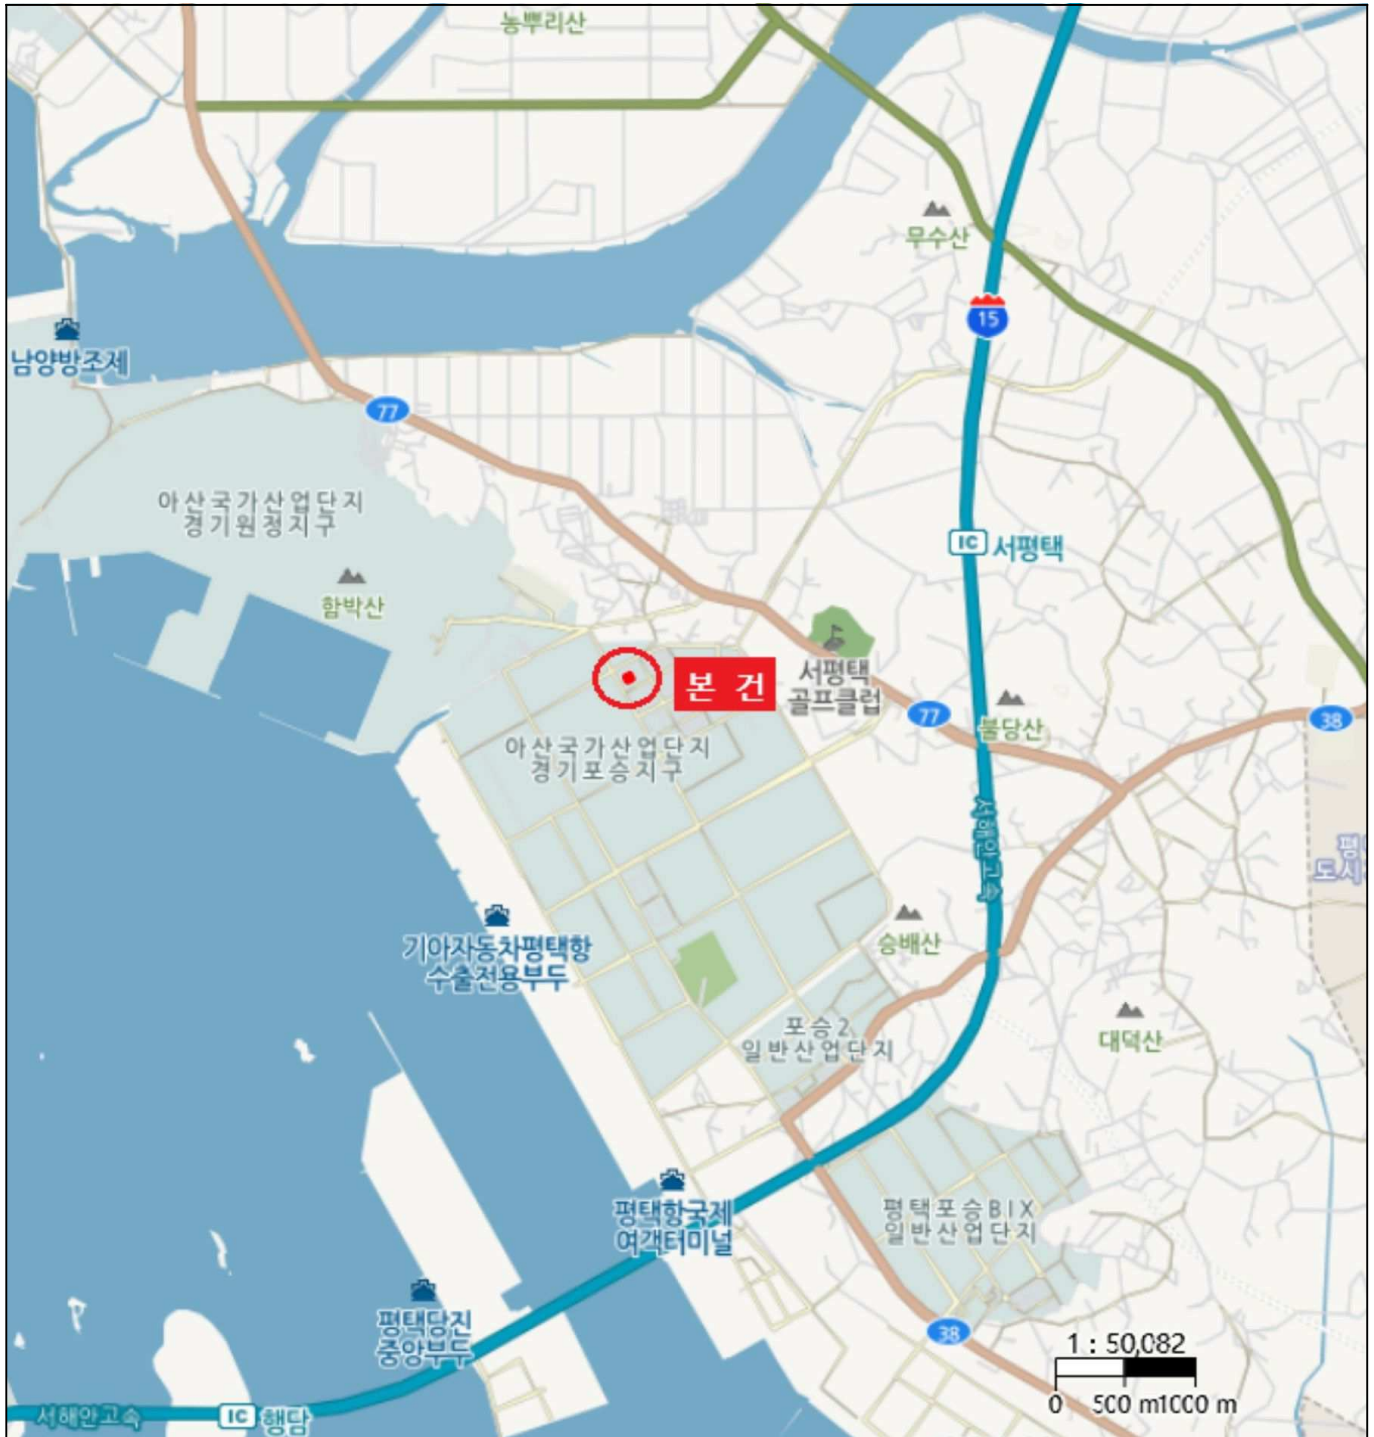 농뿌리산
무수산
15
남양방조제
77
아산국가산업단지
경기원정지구
IC 서평택
함박산
본 건
서평택
골프클럽
77
불당산
38
아산국가산업단지
경기포승지구
서해안고속
도시
승배산
기아자동차평택항
수출전용부두
포승2
일반산업단지
대덕산
평택항국제
여객터미널
평택포승BIX
일반산업단지
평택당진
중앙부두
38
1 : 50,082
0 500 m1000 m
서해안고속
IC 행담